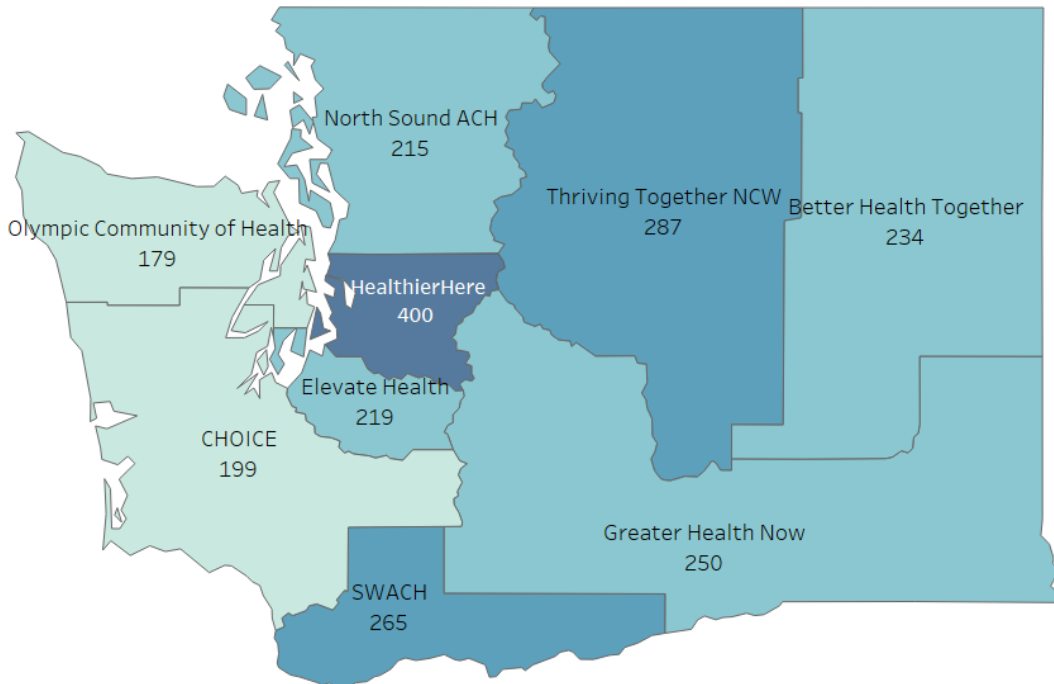 North Sound ACH
215
Thriving Together NCW
287
Better Health Together
234
Olympic Community of Health
179
HealthierHere
400
Elevate Health
219
CHOICE
199
Greater Health Now
250
SWACH
265